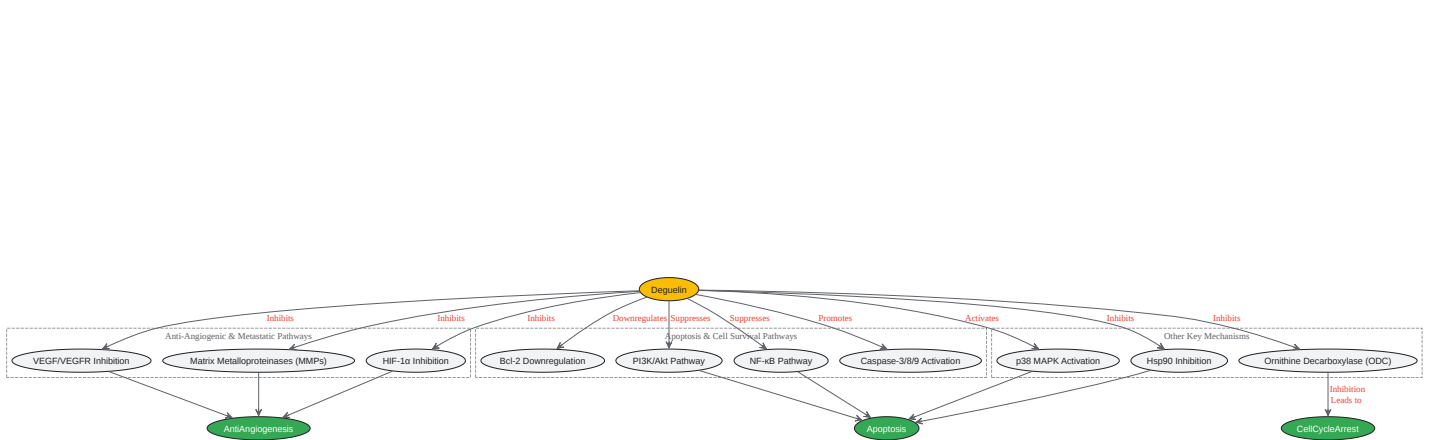 Deguelin
Inhibits
Inhibits
Inhibits
Downregulates
Suppresses
Suppresses
Promotes
Activates
Inhibits
Inhibits
Anti-Angiogenic & Metastatic Pathways
Apoptosis & Cell Survival Pathways
Other Key Mechanisms
VEGF/VEGFR Inhibition
Matrix Metalloproteinases (MMPs)
HIF-1α Inhibition
Bcl-2 Downregulation
PI3K/Akt Pathway
NF-κB Pathway
Caspase-3/8/9 Activation
p38 MAPK Activation
Hsp90 Inhibition
Ornithine Decarboxylase (ODC)
Inhibition
Leads to
AntiAngiogenesis
Apoptosis
CellCycleArrest